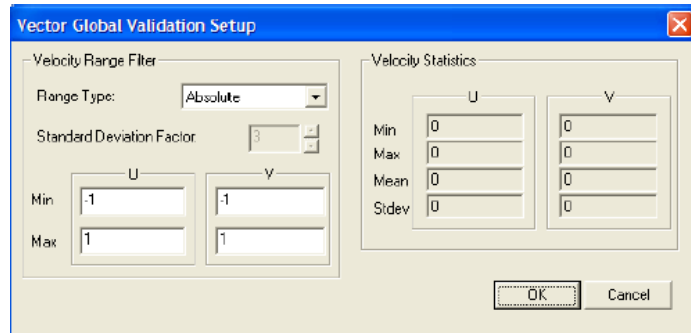 Vector Global Validation Setup
Velocity Range Filter
Range Type: Absolute
Standard Deviation Factor 3
U V
Min -1 -1
Max 1 1
Velocity Statistics
U V
Min 0 0
Max 0 0
Mean 0 0
Stdev 0 0
OK Cancel